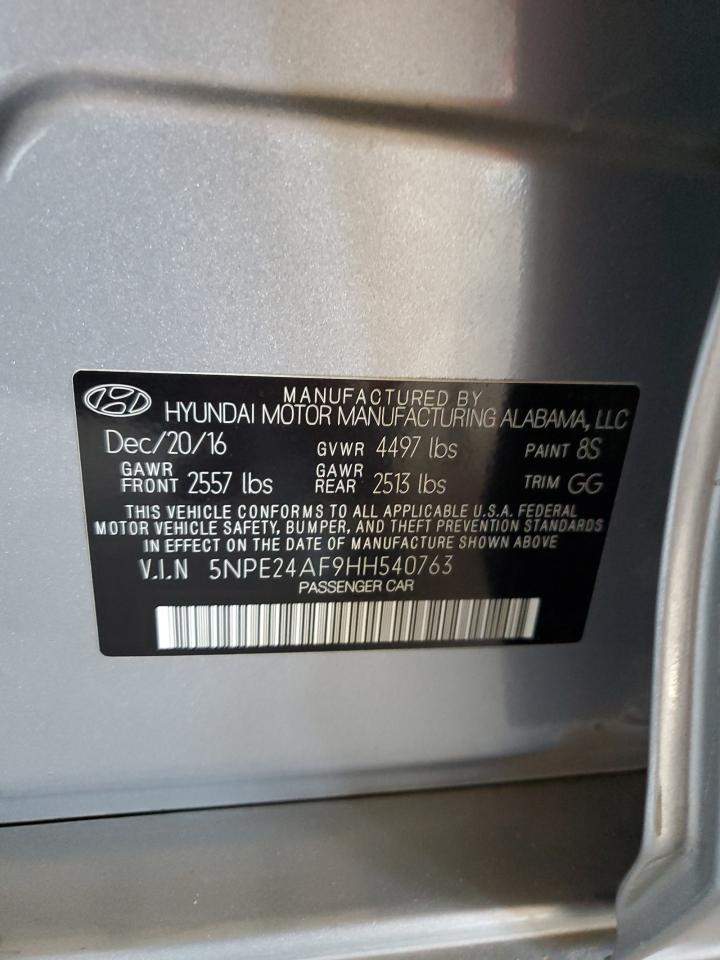 MANUFACTURED BY
HYUNDAI MOTOR MANUFACTURING ALABAMA, LLC
Dec/20/16 GVWR 4497 lbs PAINT 8S
GAWR FRONT 2557 lbs GAWR REAR 2513 lbs TRIM GG
THIS VEHICLE CONFORMS TO ALL APPLICABLE U.S.A. FEDERAL
MOTOR VEHICLE SAFETY, BUMPER, AND THEFT PREVENTION STANDARDS
IN EFFECT ON THE DATE OF MANUFACTURE SHOWN ABOVE
V.I.N 5NPE24AF9HH540763
PASSENGER CAR